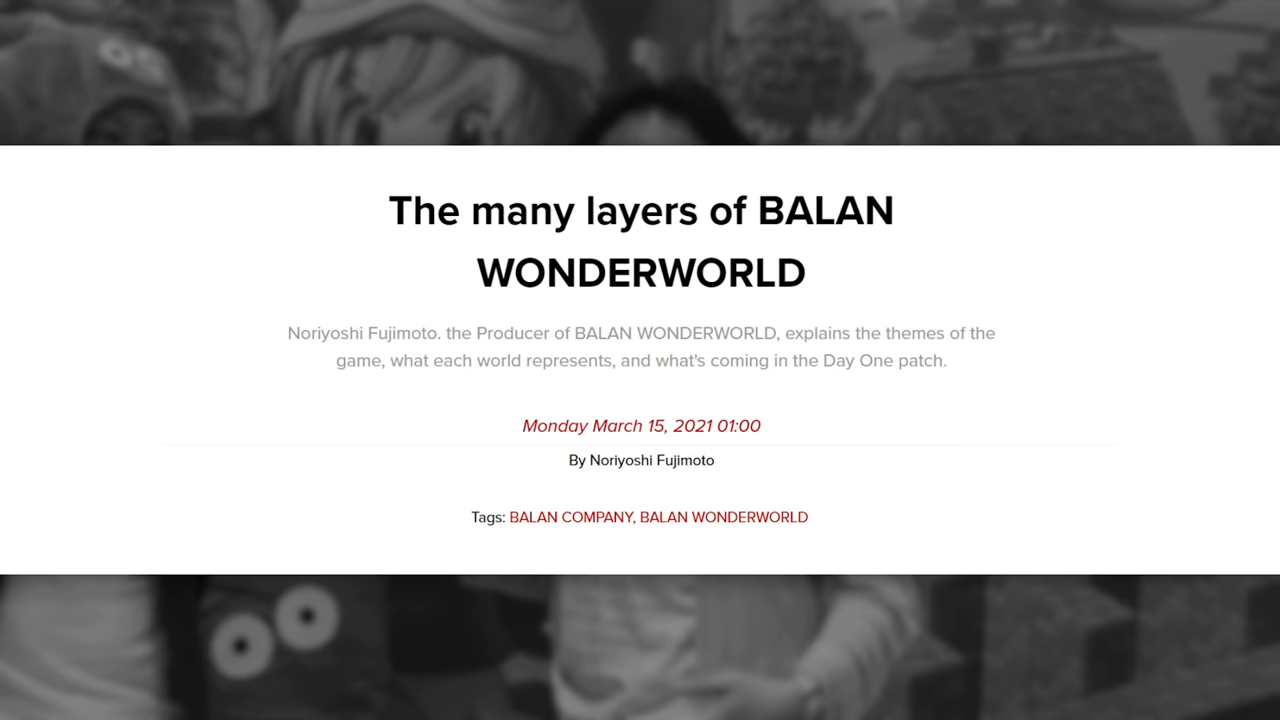 The many layers of BALAN
WONDERWORLD
Noriyoshi Fujimoto. the Producer of BALAN WONDERWORLD, explains the themes of the
game, what each world represents, and what's coming in the Day One patch.
Monday March 15, 2021 01:00
By Noriyoshi Fujimoto
Tags: BALAN COMPANY, BALAN WONDERWORLD